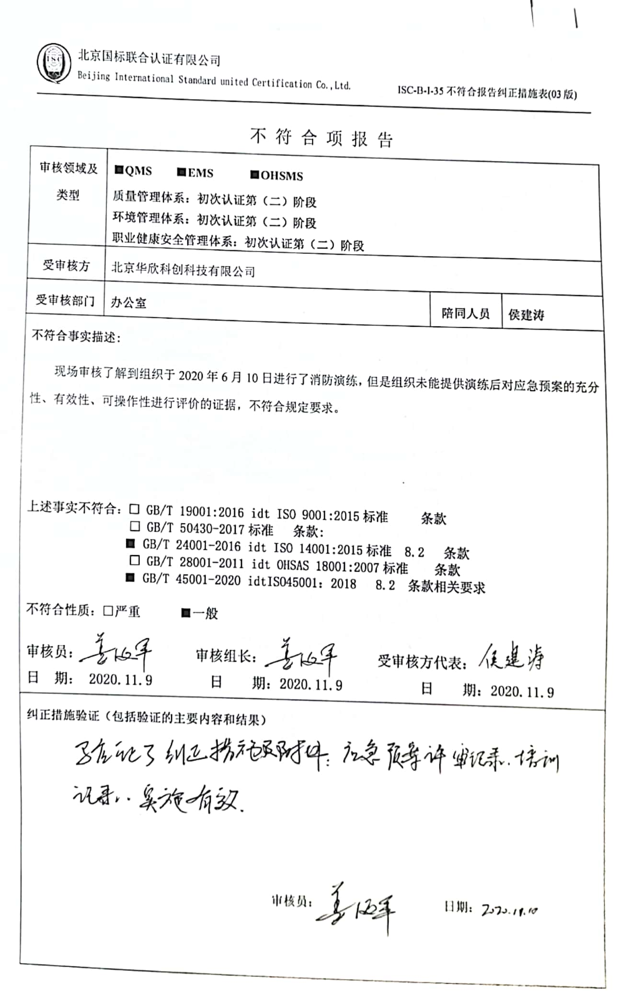 ISC
北京国标联合认证有限公司
Beijing International Standard united Certification Co.,Ltd.
ISC-B-I-35 不符合报告纠正措施表(03 版)
不符合项报告
审核领域及类型
■QMS ■EMS ■OHSMS
质量管理体系：初次认证第（二）阶段
环境管理体系：初次认证第（二）阶段
职业健康安全管理体系：初次认证第（二）阶段
受审核方 北京华欣科创科技有限公司
受审核部门 办公室 陪同人员 侯建涛
不符合事实描述：
现场审核了解到组织于 2020 年 6 月 10 日进行了消防演练，但是组织未能提供演练后对应急预案的充分
性、有效性、可操作性进行评价的证据，不符合规定要求。
上述事实不符合：□ GB/T 19001:2016 idt ISO 9001:2015 标准 条款
□ GB/T 50430-2017 标准 条款：
■ GB/T 24001-2016 idt ISO 14001:2015 标准 8.2 条款
□ GB/T 28001-2011 idt OHSAS 18001:2007 标准 条款
■ GB/T 45001-2020 idtISO45001：2018 8.2 条款相关要求
不符合性质：□严重 ■一般
审核员： 审核组长： 受审核方代表：侯建涛
日 期： 2020.11.9 日 期：2020.11.9 日 期：2020.11.9
纠正措施验证（包括验证的主要内容和结果）
了纠正措施及附件：应急预案评审记录、培训
记录，实施有效.
审核员： 日期：2020.11.10